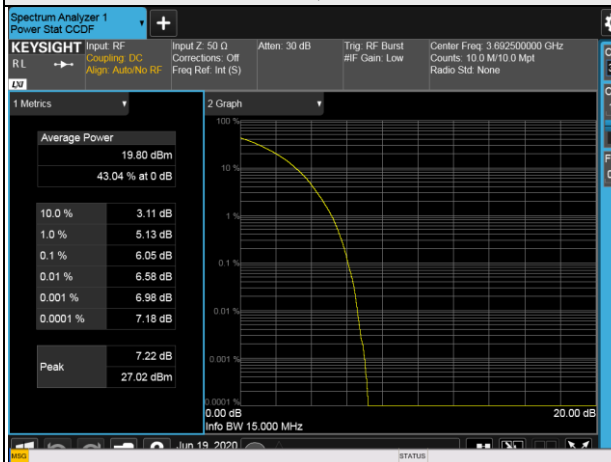 Spectrum Analyzer 1
Power Stat CCDF
KEYSIGHT
RL
LXI
Input: RF
Coupling: DC
Align: Auto/No RF
Input Z: 50 Ω
Corrections: Off
Freq Ref: Int (S)
Atten: 30 dB
Trig: RF Burst
#IF Gain: Low
Center Freq: 3.692500000 GHz
Counts: 10.0 M/10.0 Mpt
Radio Std: None
1 Metrics
Average Power
19.80 dBm
43.04 % at 0 dB
10.0 % 3.11 dB
1.0 % 5.13 dB
0.1 % 6.05 dB
0.01 % 6.58 dB
0.001 % 6.98 dB
0.0001 % 7.18 dB
Peak
7.22 dB
27.02 dBm
2 Graph
100 %
10 %
1 %
0.1 %
0.01 %
0.001 %
0.0001 %
0.00 dB 20.00 dB
Info BW 15.000 MHz
Jun 19, 2020
MSG STATUS